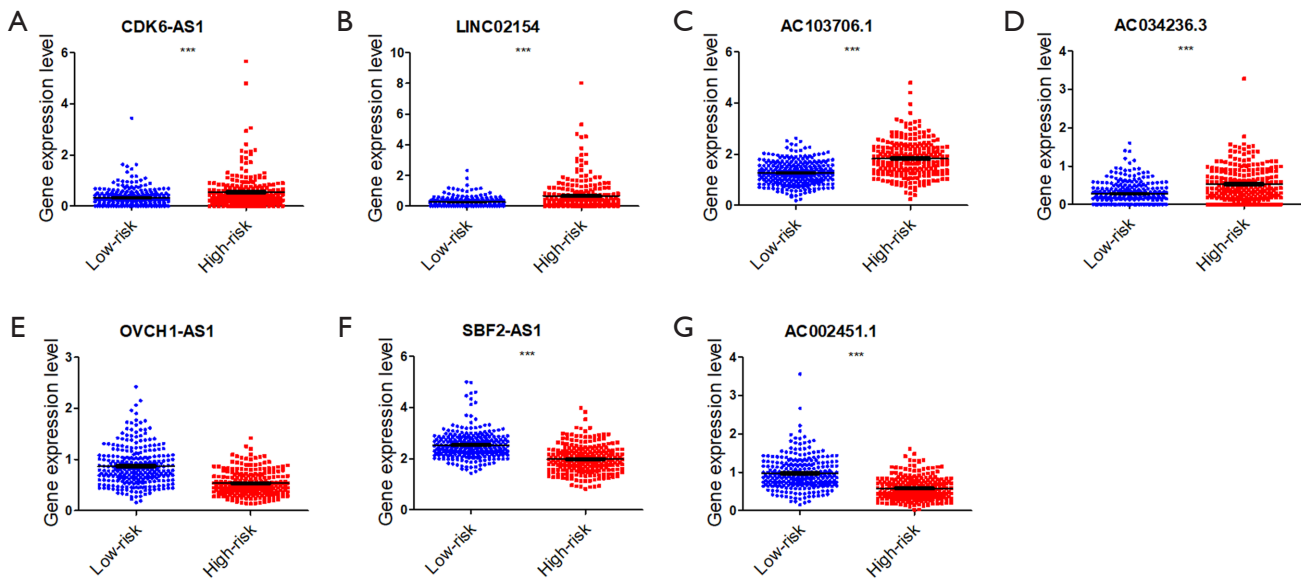 A
CDK6-AS1
***
Gene expression level
6
4
2
0
Low-risk
High-risk
B
LINC02154
***
Gene expression level
10
8
6
4
2
0
Low-risk
High-risk
C
AC103706.1
***
Gene expression level
6
4
2
0
Low-risk
High-risk
D
AC034236.3
***
Gene expression level
4
3
2
1
0
Low-risk
High-risk
E
OVCH1-AS1
Gene expression level
3
2
1
0
Low-risk
High-risk
F
SBF2-AS1
***
Gene expression level
6
4
2
0
Low-risk
High-risk
G
AC002451.1
***
Gene expression level
4
3
2
1
0
Low-risk
High-risk